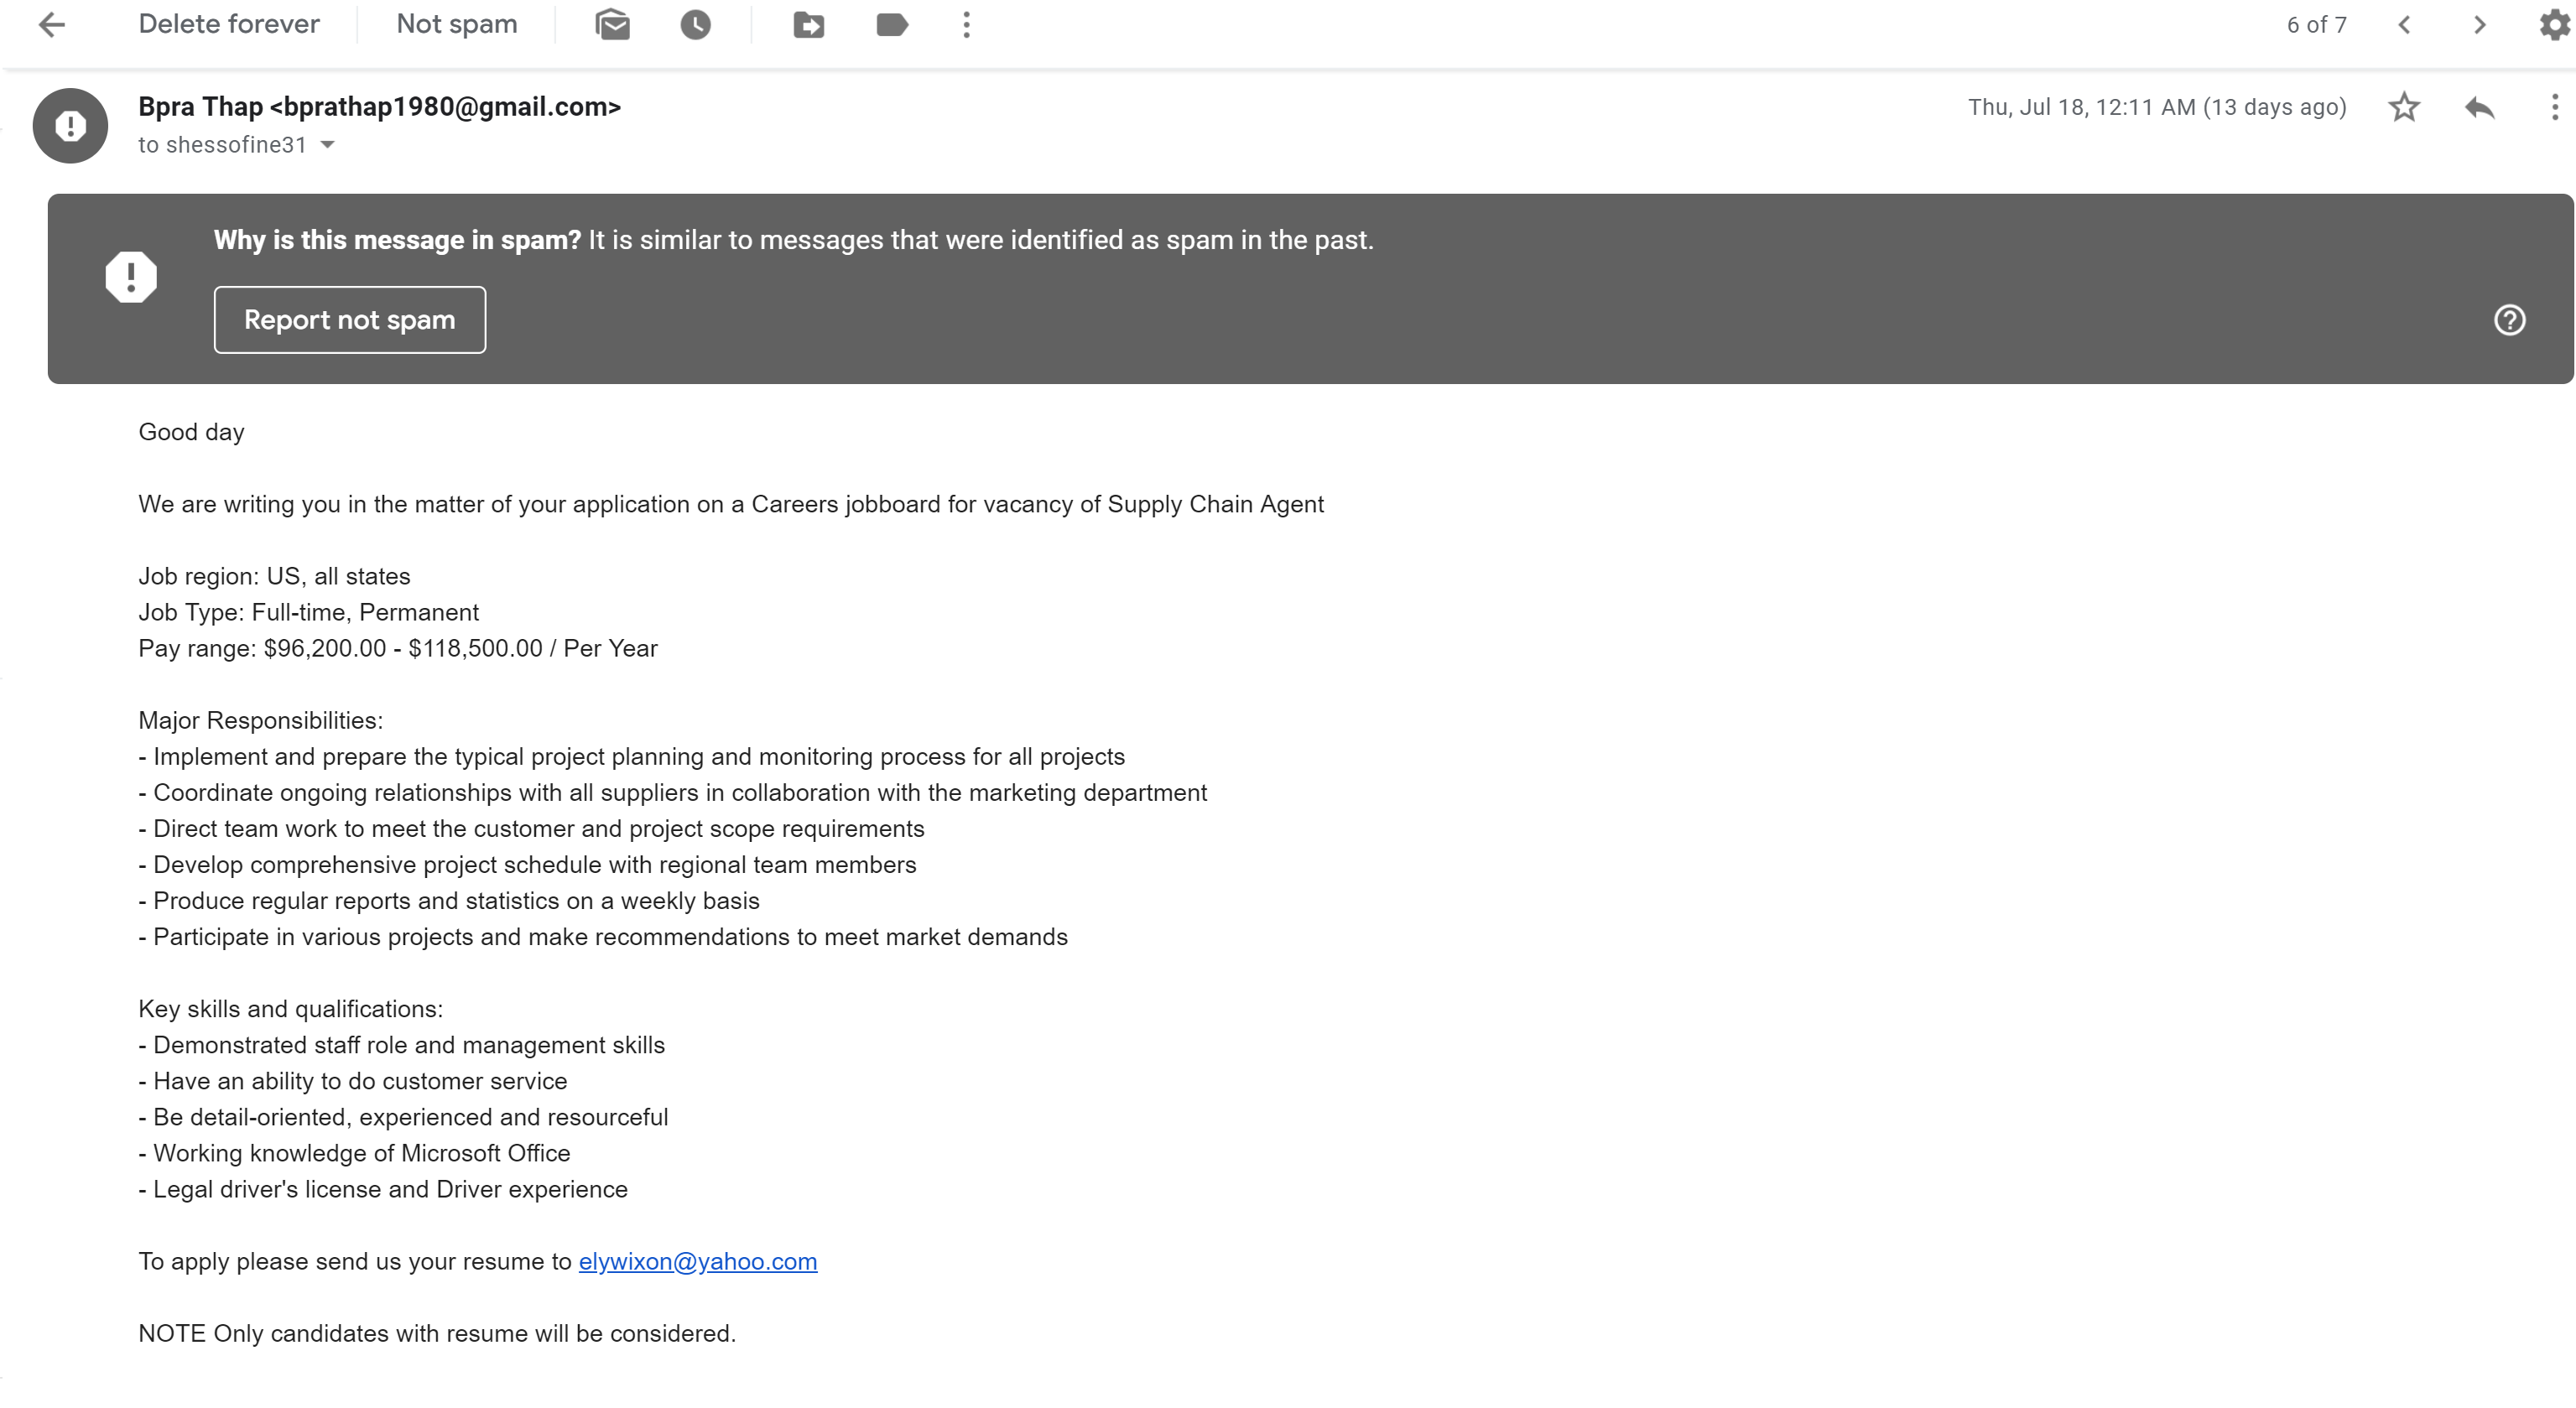 Delete forever
Not spam
6 of 7
Bpra Thap <bprathap1980@gmail.com>
Thu, Jul 18, 12:11 AM (13 days ago)
to shessofine31
Why is this message in spam? It is similar to messages that were identified as spam in the past.
Report not spam
Good day
We are writing you in the matter of your application on a Careers jobboard for vacancy of Supply Chain Agent
Job region: US, all states
Job Type: Full-time, Permanent
Pay range: $96,200.00 - $118,500.00 / Per Year
Major Responsibilities:
- Implement and prepare the typical project planning and monitoring process for all projects
- Coordinate ongoing relationships with all suppliers in collaboration with the marketing department
- Direct team work to meet the customer and project scope requirements
- Develop comprehensive project schedule with regional team members
- Produce regular reports and statistics on a weekly basis
- Participate in various projects and make recommendations to meet market demands
Key skills and qualifications:
- Demonstrated staff role and management skills
- Have an ability to do customer service
- Be detail-oriented, experienced and resourceful
- Working knowledge of Microsoft Office
- Legal driver's license and Driver experience
To apply please send us your resume to elywixon@yahoo.com
NOTE Only candidates with resume will be considered.